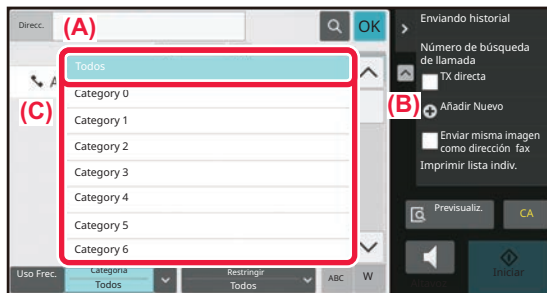 Direcc.
(A)
OK
Enviando historial
Número de búsqueda
de llamada
TX directa
Todos
A
(C)
(B)
Category 0
Category 1
Category 2
Category 3
Category 4
Category 5
Category 6
Añadir Nuevo
Enviar misma imagen
como dirección fax
Imprimir lista indiv.
Previsualiz.
CA
Uso Frec.
Categoría
Todos
Restringir
Todos
ABC
W
Iniciar